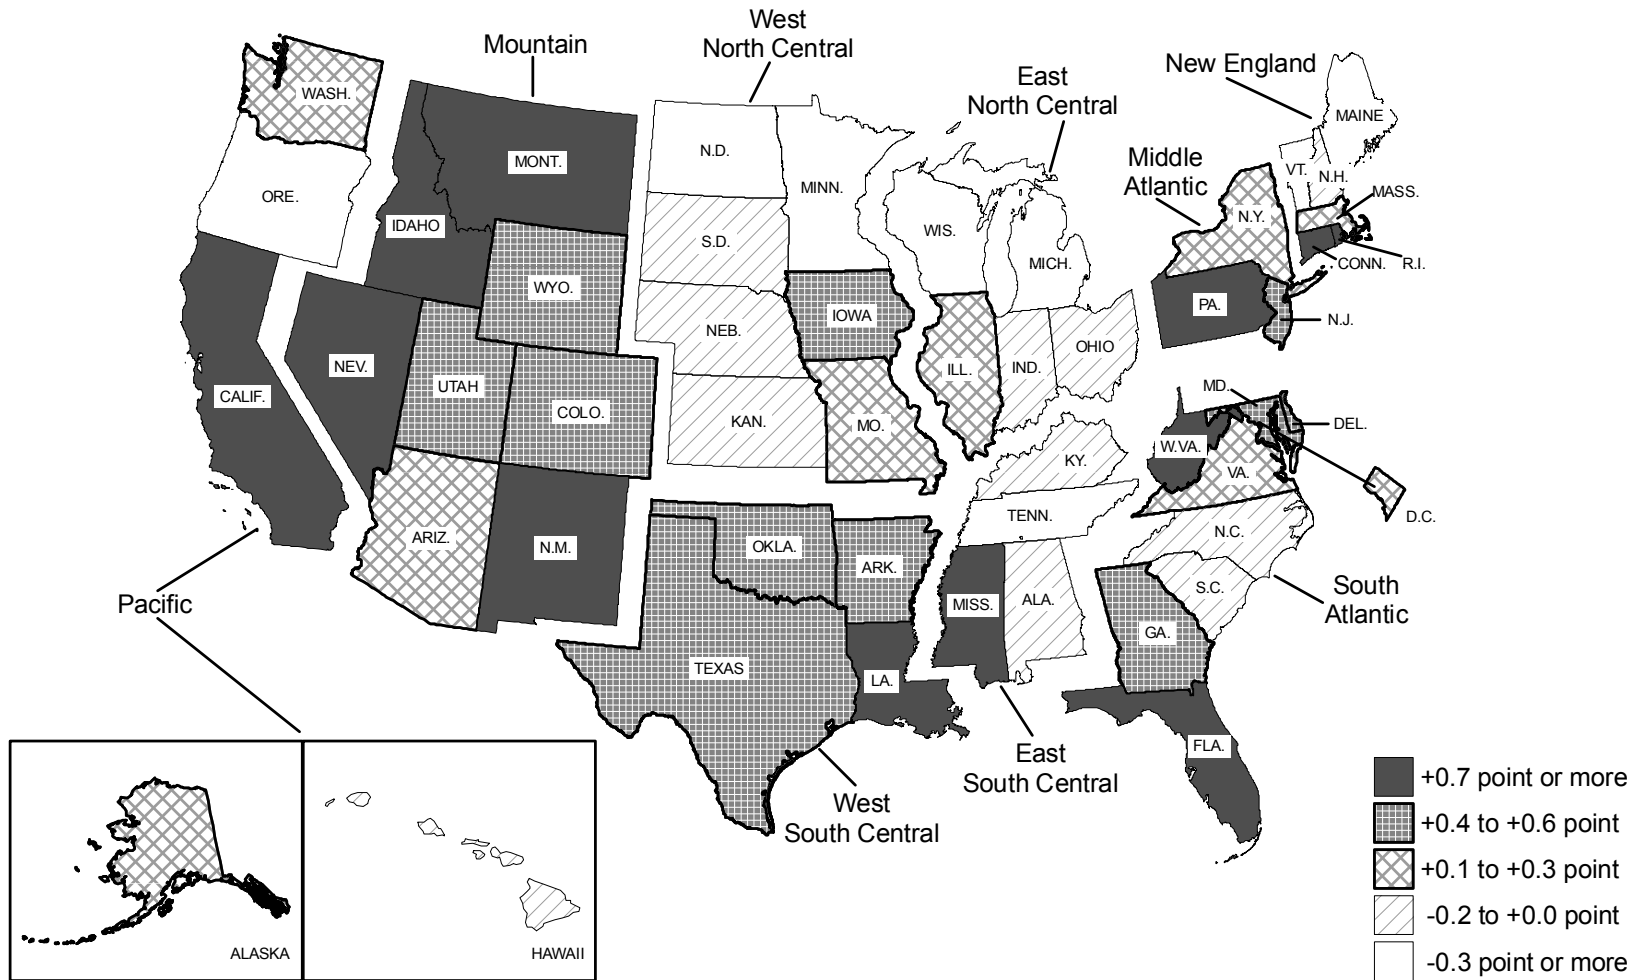 West
North Central
Mountain
East
North Central
New England
Middle
Atlantic
WASH.
MONT.
N.D.
MINN.
MAINE
VT.
N.H.
MASS.
ORE.
IDAHO
S.D.
WIS.
MICH.
N.Y.
CONN.
R.I.
WYO.
NEB.
IOWA
PA.
N.J.
NEV.
UTAH
COLO.
KAN.
MO.
ILL.
IND.
OHIO
CALIF.
MD.
DEL.
W.VA.
VA.
D.C.
KY.
TENN.
N.C.
ARIZ.
N.M.
OKLA.
ARK.
MISS.
ALA.
S.C.
GA.
South
Atlantic
Pacific
TEXAS
LA.
FLA.
East
South Central
West
South Central
ALASKA
HAWAII
+0.7 point or more
+0.4 to +0.6 point
+0.1 to +0.3 point
-0.2 to +0.0 point
-0.3 point or more